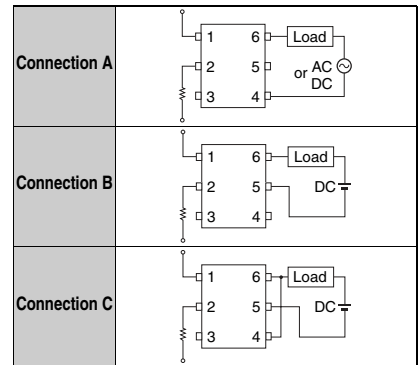 Connection A
1 6 Load
2 5 or AC
DC
3 4
Connection B
1 6 Load
2 5 DC
3 4
Connection C
1 6 Load
2 5 DC
3 4